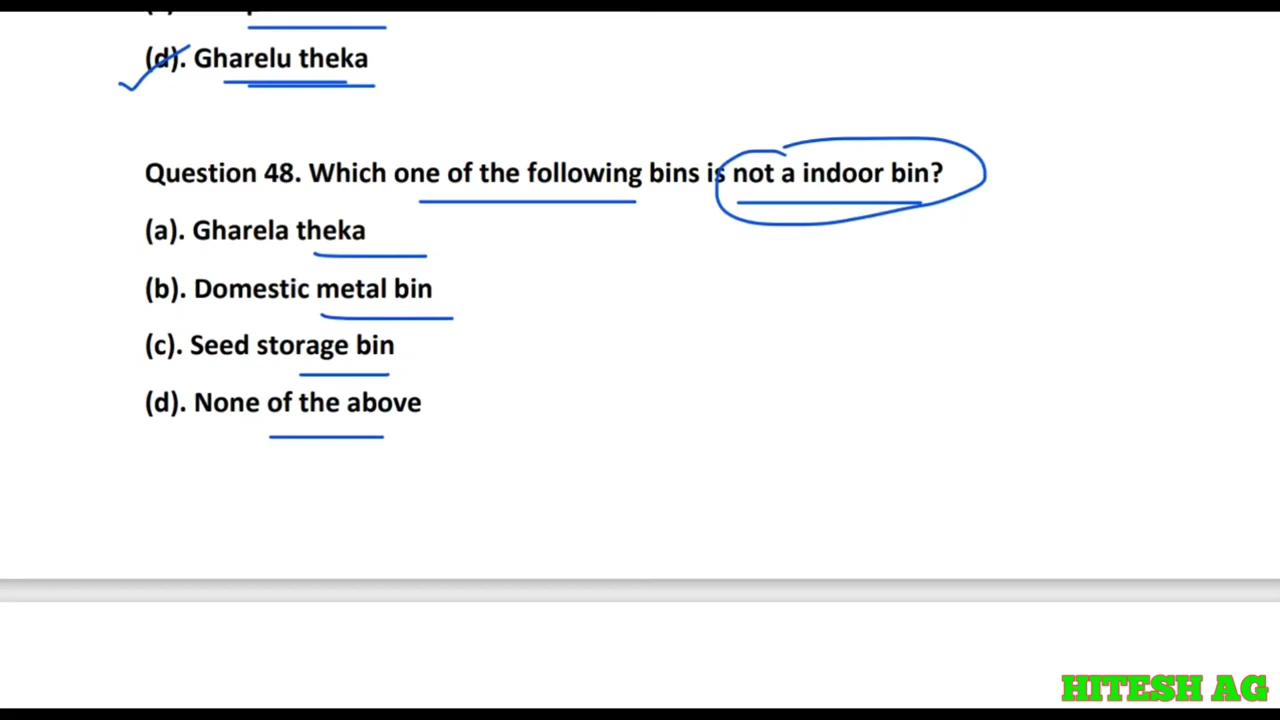 (d). Gharelu theka
Question 48. Which one of the following bins is not a indoor bin?
(a). Gharela theka
(b). Domestic metal bin
(c). Seed storage bin
(d). None of the above
HITESH AG